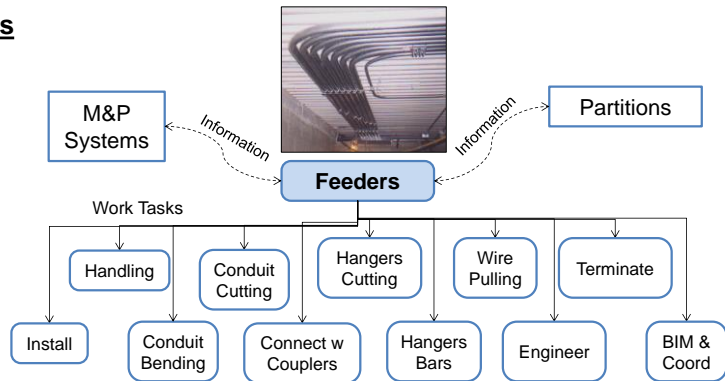 s
M&P
Systems
Information
Information
Partitions
Feeders
Work Tasks
Handling
Conduit
Cutting
Hangers
Cutting
Wire
Pulling
Terminate
Install
Conduit
Bending
Connect w
Couplers
Hangers
Bars
Engineer
BIM &
Coord